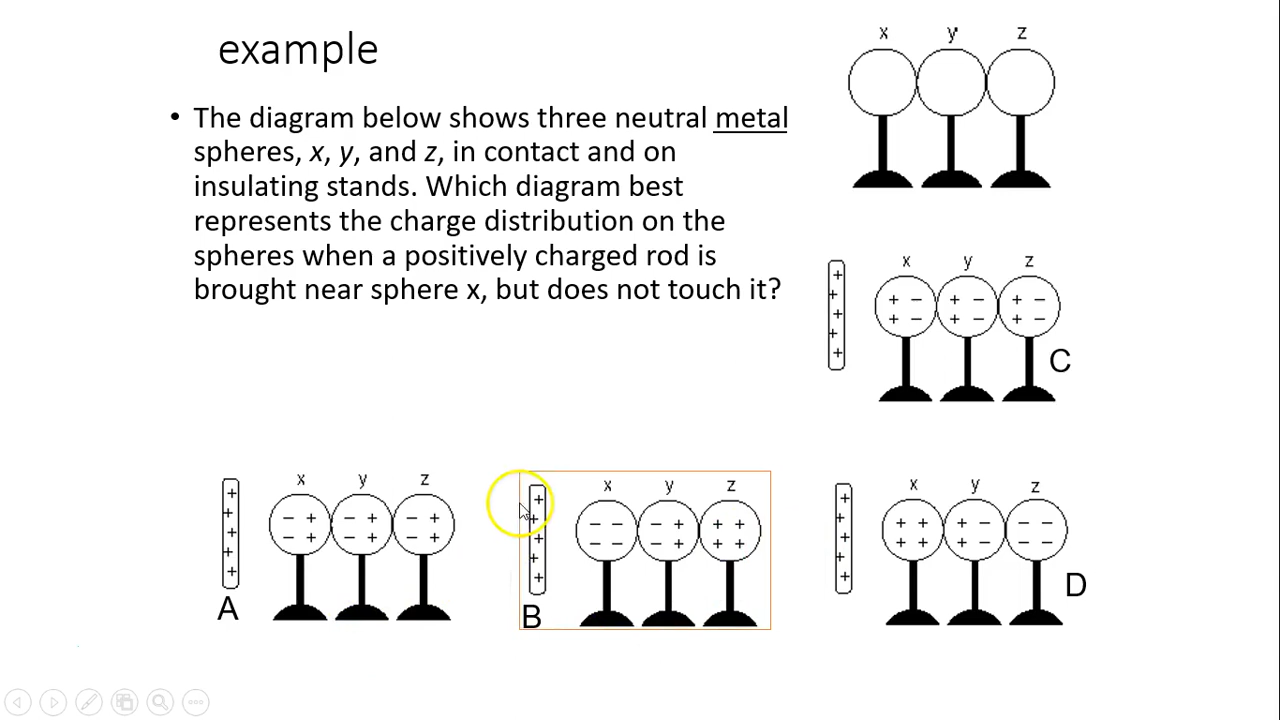 example
• The diagram below shows three neutral metal
spheres, x, y, and z, in contact and on
insulating stands. Which diagram best
represents the charge distribution on the
spheres when a positively charged rod is
brought near sphere x, but does not touch it?
x y z
+ + + + +
x y z
+ − + − + −
+ − + − + −
C
+ + + + +
x y z
− + − + − +
− + − + − +
A
+ + + + +
x y z
− − − + + +
− − − + + +
B
+ + + + +
x y z
+ + + − − −
+ + + − − −
D